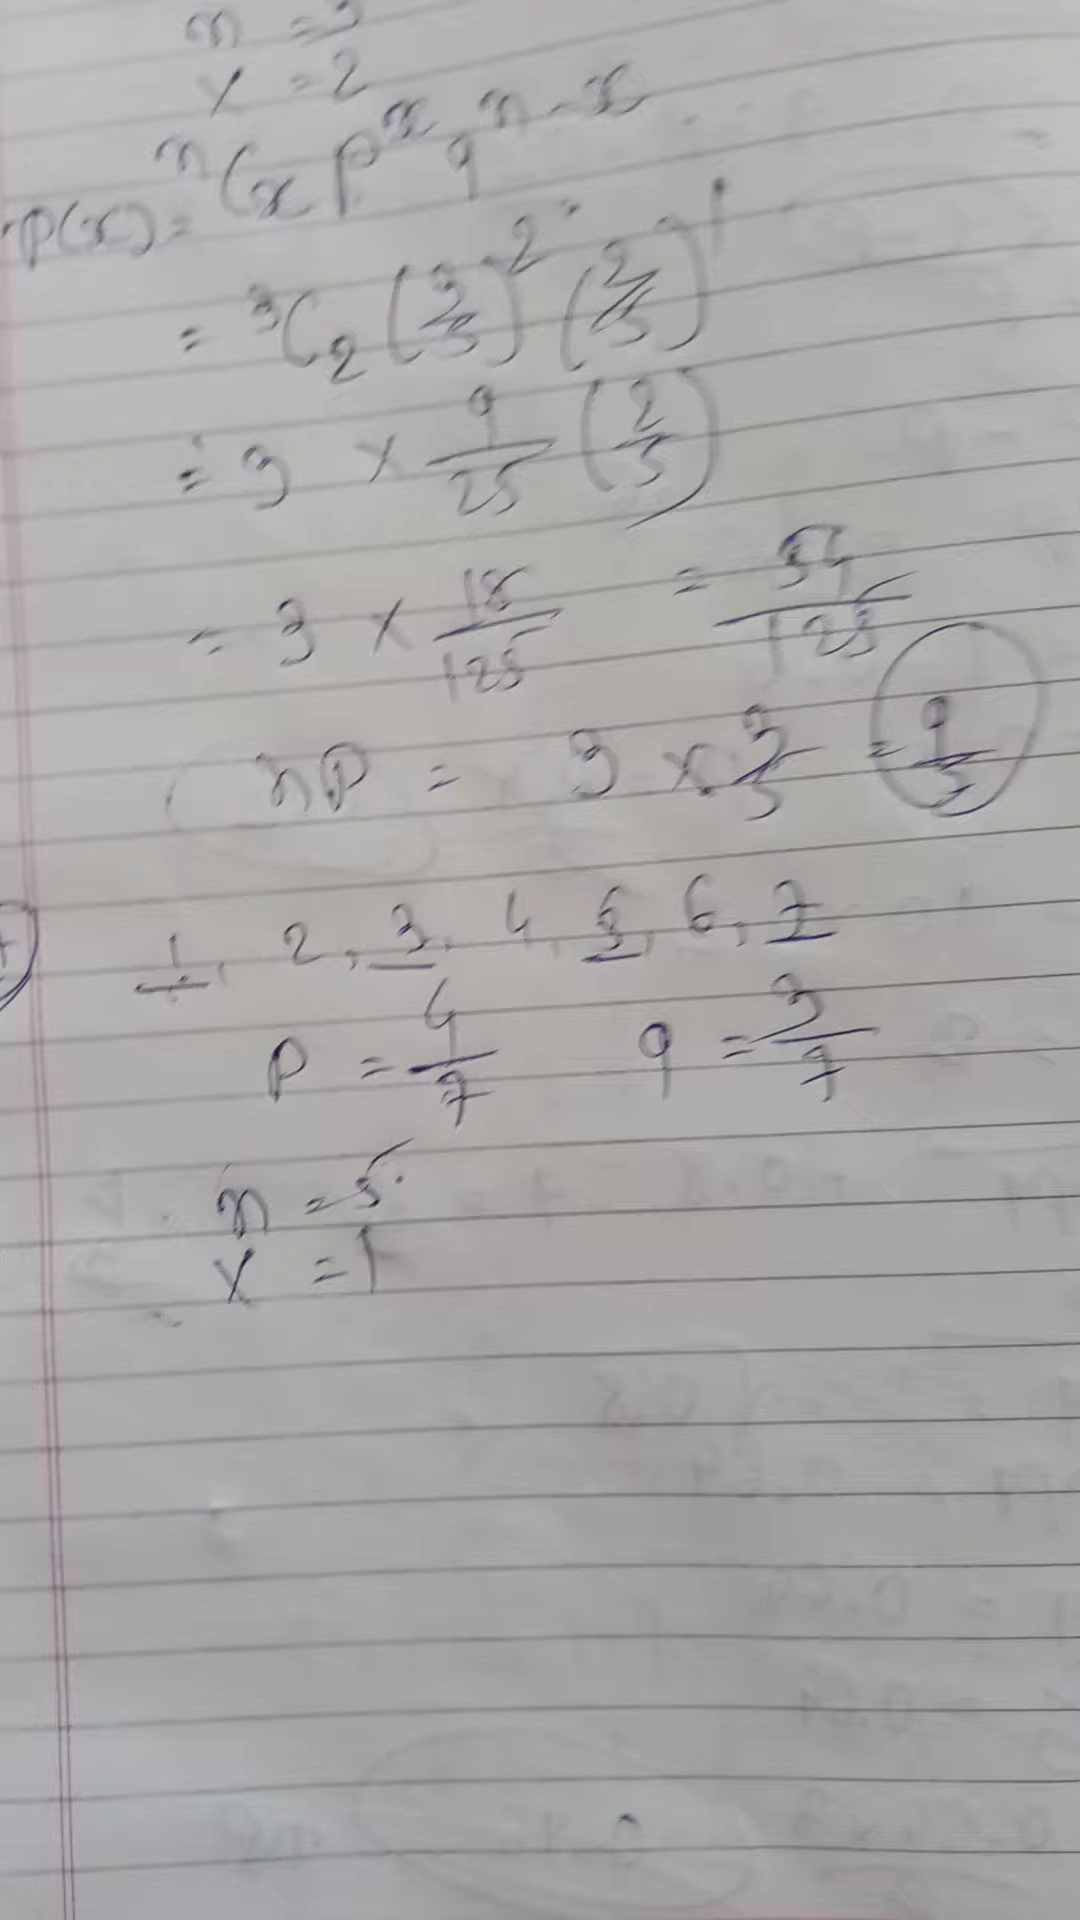 n = 3
x = 2
P(x) = ⁿCₓ pˣ qⁿ⁻ˣ
= ³C₂ (3/5)² (2/5)¹
= 3 × 9/25 (2/5)
= 3 × 18/125 = 54/125
nP = 3 × 3/5 = 9/5
1, 2, 3, 4, 5, 6, 7
P = 4/7 q = 3/7
n = 5
x = 1